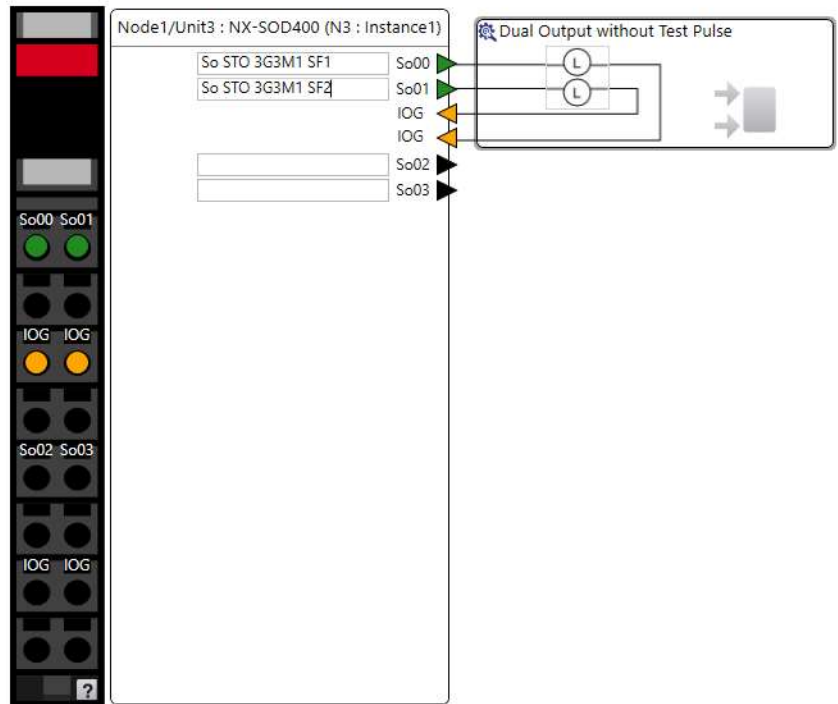 Node1/Unit3 : NX-SOD400 (N3 : Instance1)
Dual Output without Test Pulse
So STO 3G3M1 SF1 So00
L
So STO 3G3M1 SF2 So01
L
IOG
IOG
So02
So03
So00 So01
IOG IOG
So02 So03
IOG IOG
?